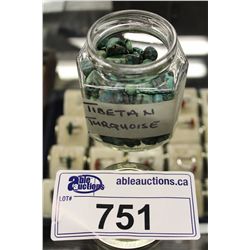 TIBETAN
TURQUOISE
able
auctions
ableauctions.ca
LOT#
751